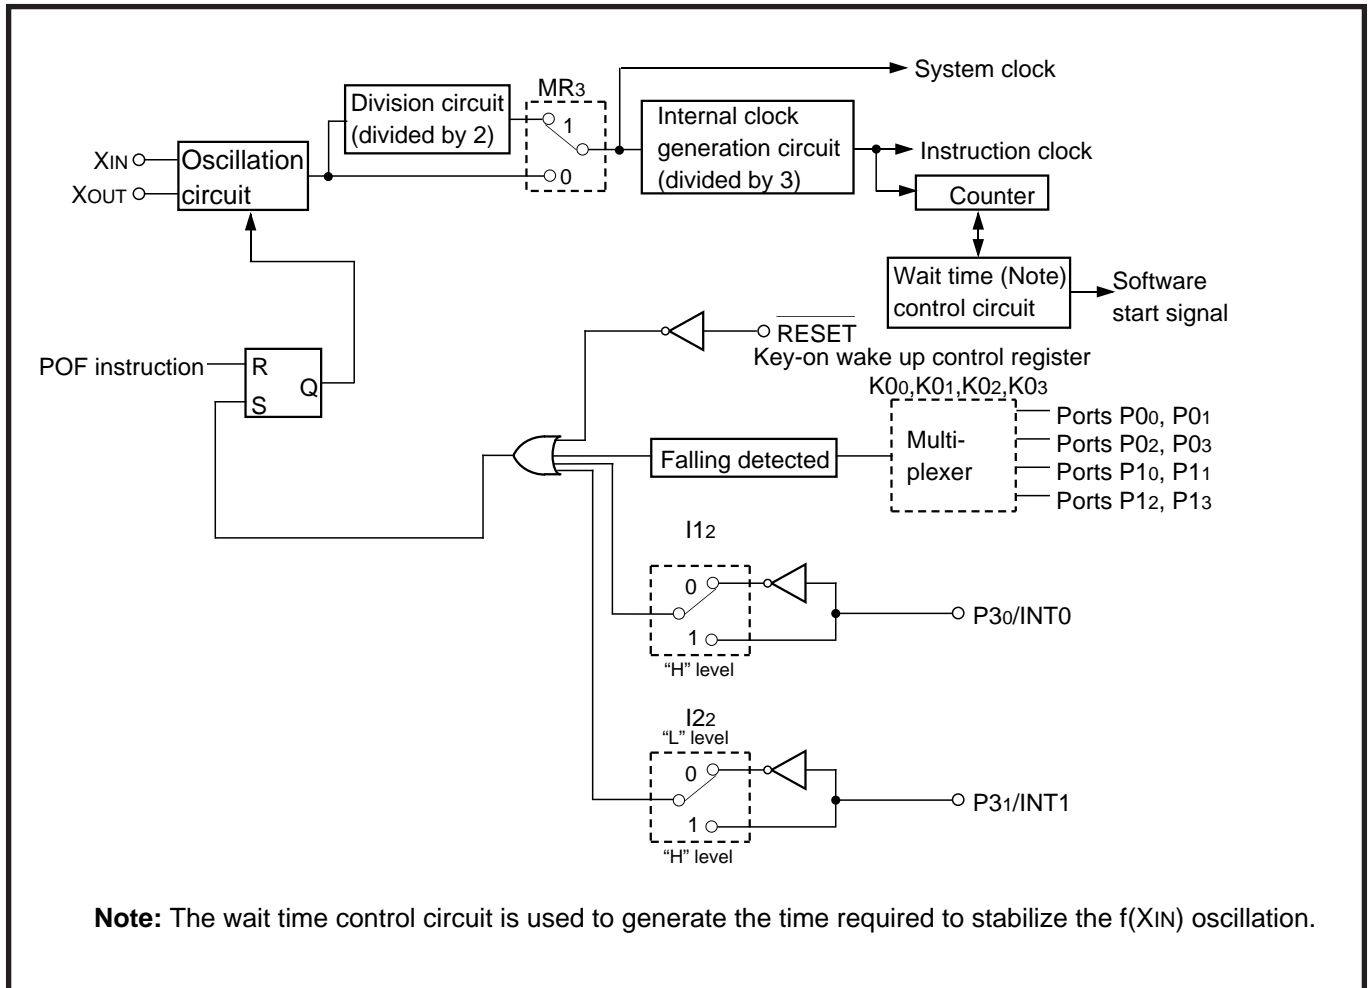 System clock
MR3
Division circuit
(divided by 2)
1
0
Internal clock
generation circuit
(divided by 3)
Instruction clock
XIN
XOUT
Oscillation
circuit
Counter
Wait time (Note)
control circuit
Software
start signal
RESET
Key-on wake up control register
K00,K01,K02,K03
POF instruction
R
S
Q
Multi-
plexer
Ports P00, P01
Ports P02, P03
Ports P10, P11
Ports P12, P13
Falling detected
I12
0
1
“H” level
P30/INT0
I22
“L” level
0
1
“H” level
P31/INT1
Note: The wait time control circuit is used to generate the time required to stabilize the f(XIN) oscillation.